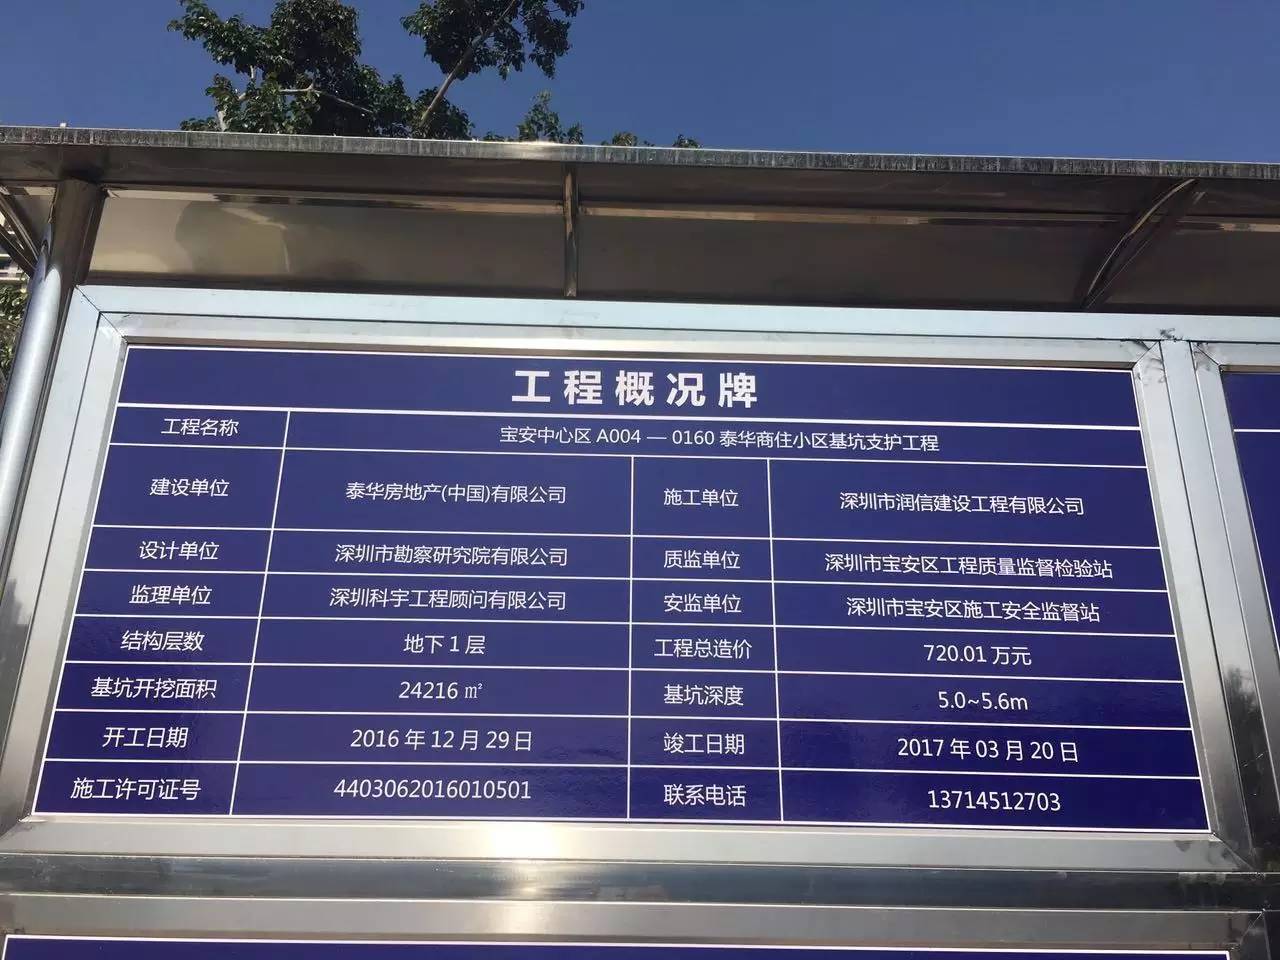 工程概况牌
工程名称 宝安中心区 A004 — 0160 泰华商住小区基坑支护工程
建设单位 泰华房地产(中国)有限公司 施工单位 深圳市润信建设工程有限公司
设计单位 深圳市勘察研究院有限公司 质监单位 深圳市宝安区工程质量监督检验站
监理单位 深圳科宇工程顾问有限公司 安监单位 深圳市宝安区施工安全监督站
结构层数 地下 1 层 工程总造价 720.01 万元
基坑开挖面积 24216 ㎡ 基坑深度 5.0~5.6m
开工日期 2016 年 12 月 29 日 竣工日期 2017 年 03 月 20 日
施工许可证号 4403062016010501 联系电话 13714512703